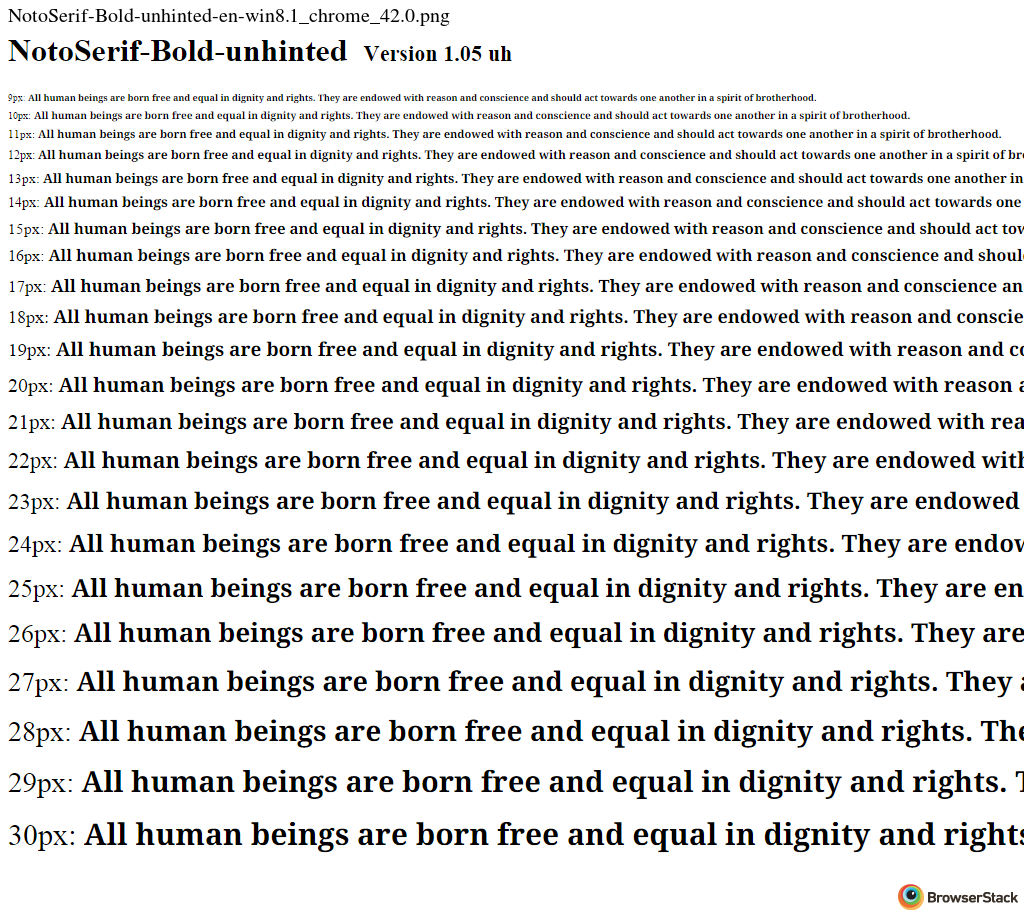 NotoSerif-Bold-unhinted-en-win8.1_chrome_42.0.png
NotoSerif-Bold-unhinted Version 1.05 uh
9px: All human beings are born free and equal in dignity and rights. They are endowed with reason and conscience and should act towards one another in a spirit of brotherhood.
10px: All human beings are born free and equal in dignity and rights. They are endowed with reason and conscience and should act towards one another in a spirit of brotherhood.
11px: All human beings are born free and equal in dignity and rights. They are endowed with reason and conscience and should act towards one another in a spirit of brotherhood.
12px: All human beings are born free and equal in dignity and rights. They are endowed with reason and conscience and should act towards one another in a spirit of br
13px: All human beings are born free and equal in dignity and rights. They are endowed with reason and conscience and should act towards one another in
14px: All human beings are born free and equal in dignity and rights. They are endowed with reason and conscience and should act towards one
15px: All human beings are born free and equal in dignity and rights. They are endowed with reason and conscience and should act tow
16px: All human beings are born free and equal in dignity and rights. They are endowed with reason and conscience and shoul
17px: All human beings are born free and equal in dignity and rights. They are endowed with reason and conscience an
18px: All human beings are born free and equal in dignity and rights. They are endowed with reason and conscie
19px: All human beings are born free and equal in dignity and rights. They are endowed with reason and co
20px: All human beings are born free and equal in dignity and rights. They are endowed with reason a
21px: All human beings are born free and equal in dignity and rights. They are endowed with rea
22px: All human beings are born free and equal in dignity and rights. They are endowed with
23px: All human beings are born free and equal in dignity and rights. They are endowed
24px: All human beings are born free and equal in dignity and rights. They are endow
25px: All human beings are born free and equal in dignity and rights. They are en
26px: All human beings are born free and equal in dignity and rights. They are
27px: All human beings are born free and equal in dignity and rights. They a
28px: All human beings are born free and equal in dignity and rights. The
29px: All human beings are born free and equal in dignity and rights. T
30px: All human beings are born free and equal in dignity and rights
BrowserStack